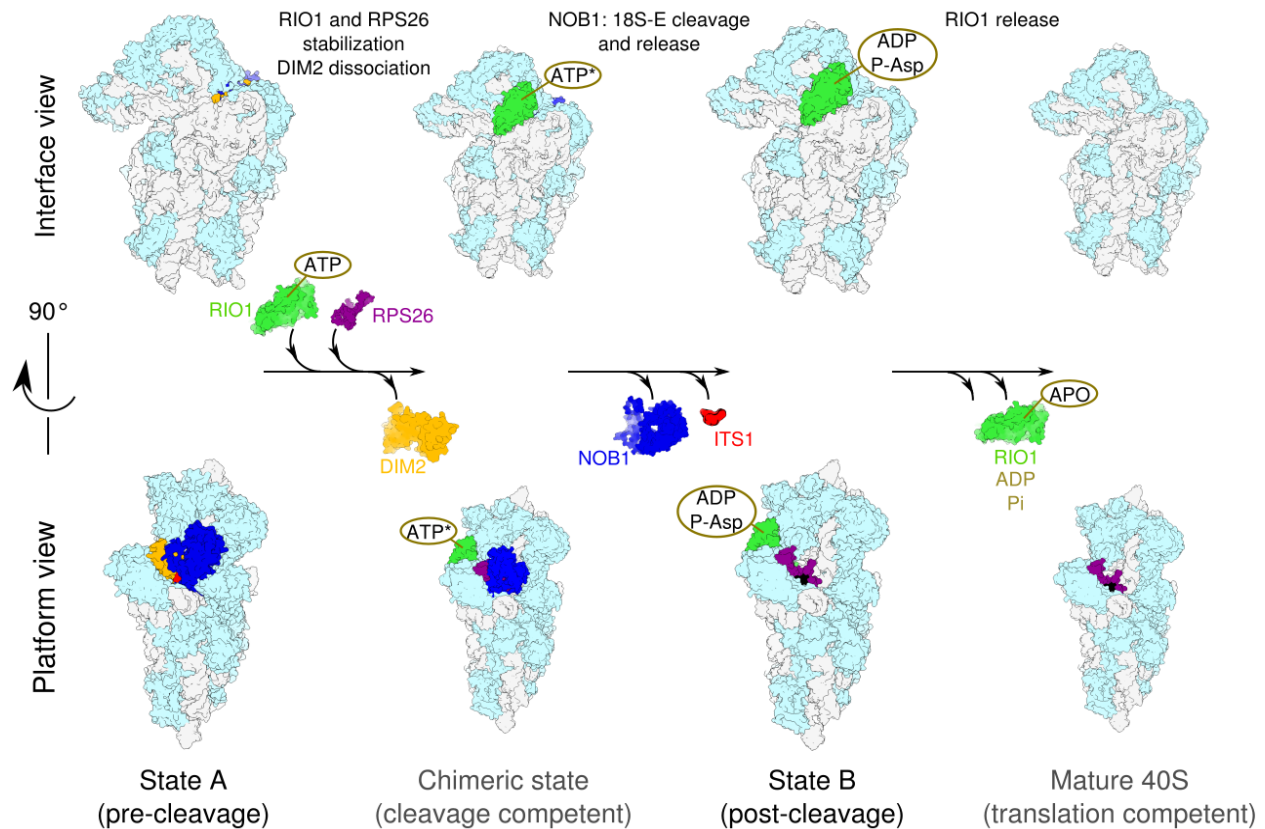 RIO1 and RPS26
stabilization
DIM2 dissociation
NOB1: 18S-E cleavage
and release
RIO1 release
Interface view
ATP*
ADP
P-Asp
ATP
RIO1
RPS26
90°
DIM2
NOB1
ITS1
APO
RIO1
ADP
Pi
Platform view
ATP*
ADP
P-Asp
State A
(pre-cleavage)
Chimeric state
(cleavage competent)
State B
(post-cleavage)
Mature 40S
(translation competent)